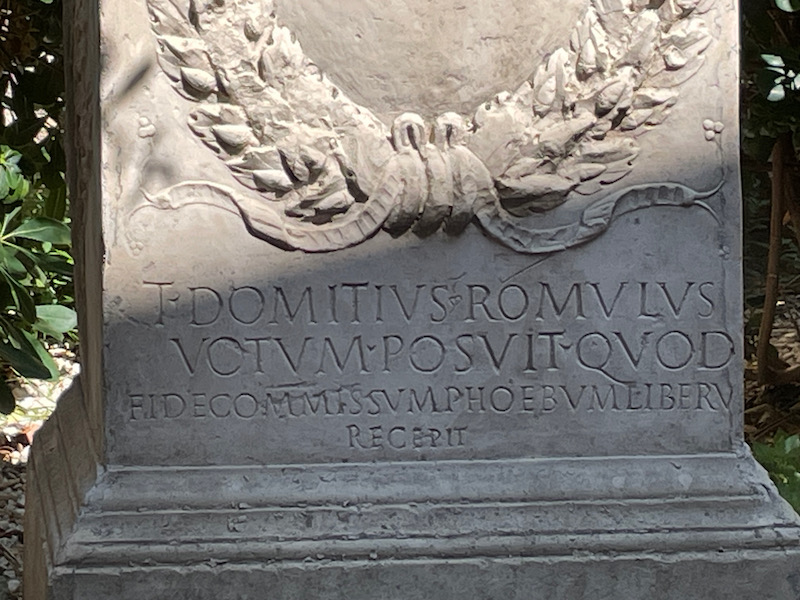 T·DOMITIVS·ROMVLVS
VOTVM·POSVIT·QVOD
FIDECOMMISSVM·PHOEBVM·LIBERV
RECEPIT